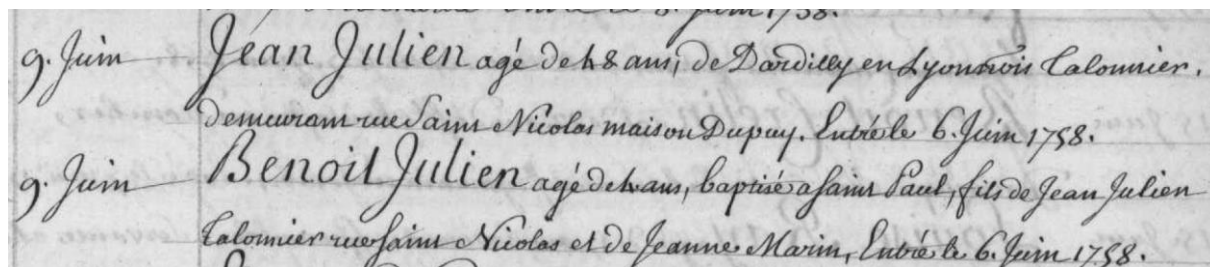 9. Juin Jean Julien agé de 48 ans, de Dardilly en Lyonnois Talonnier,
demeurant rue Saint Nicolas maison Dupuy. Entré le 6. Juin 1758.
9. Juin Benoit Julien agé de 4 ans, baptisé a saint Paul, fils de Jean Julien
Talonnier rue saint Nicolas et de Jeanne Marin, Entré le 6. Juin 1758.